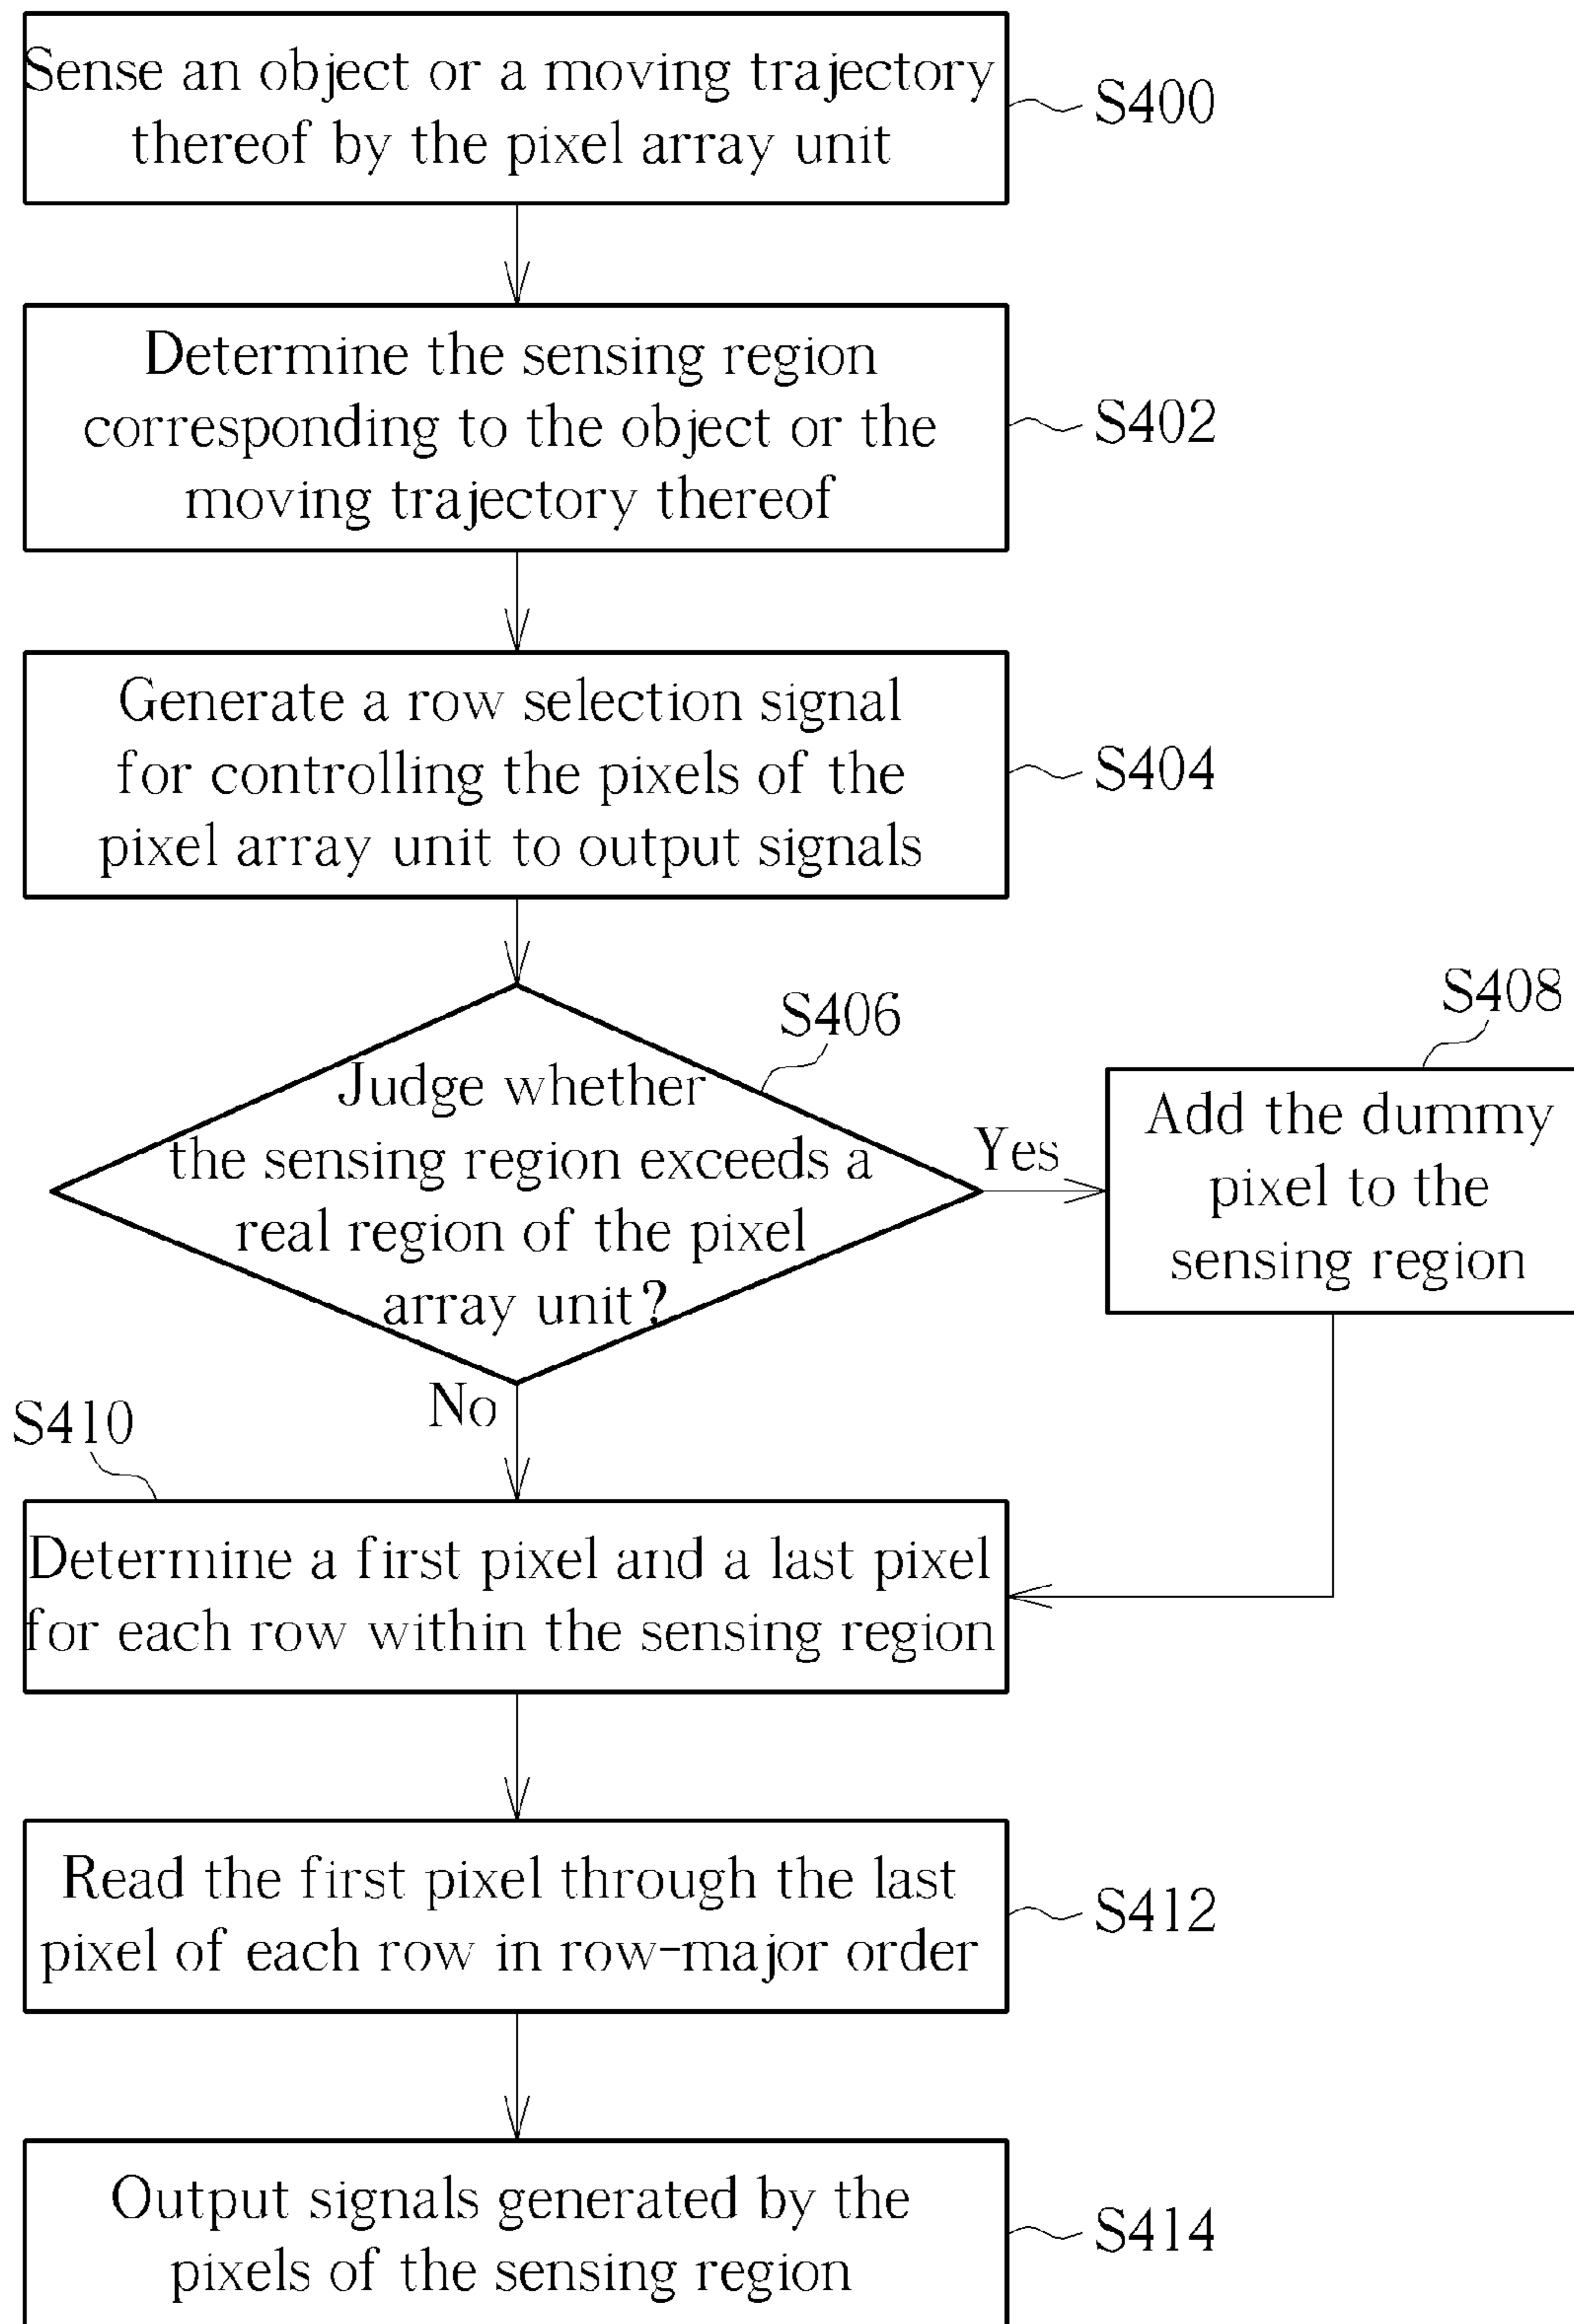 Sense an object or a moving trajectory
thereof by the pixel array unit
S400
Determine the sensing region
corresponding to the object or the
moving trajectory thereof
S402
Generate a row selection signal
for controlling the pixels of the
pixel array unit to output signals
S404
S406
Judge whether
the sensing region exceeds a
real region of the pixel
array unit?
Yes
S408
Add the dummy
pixel to the
sensing region
No
S410
Determine a first pixel and a last pixel
for each row within the sensing region
Read the first pixel through the last
pixel of each row in row-major order
S412
Output signals generated by the
pixels of the sensing region
S414